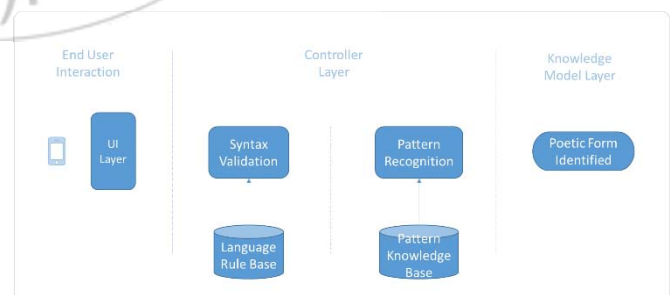 End User
Interaction
Controller
Layer
Knowledge
Model Layer
UI
Layer
Syntax
Validation
Pattern
Recognition
Poetic Form
Identified
Language
Rule Base
Pattern
Knowledge
Base